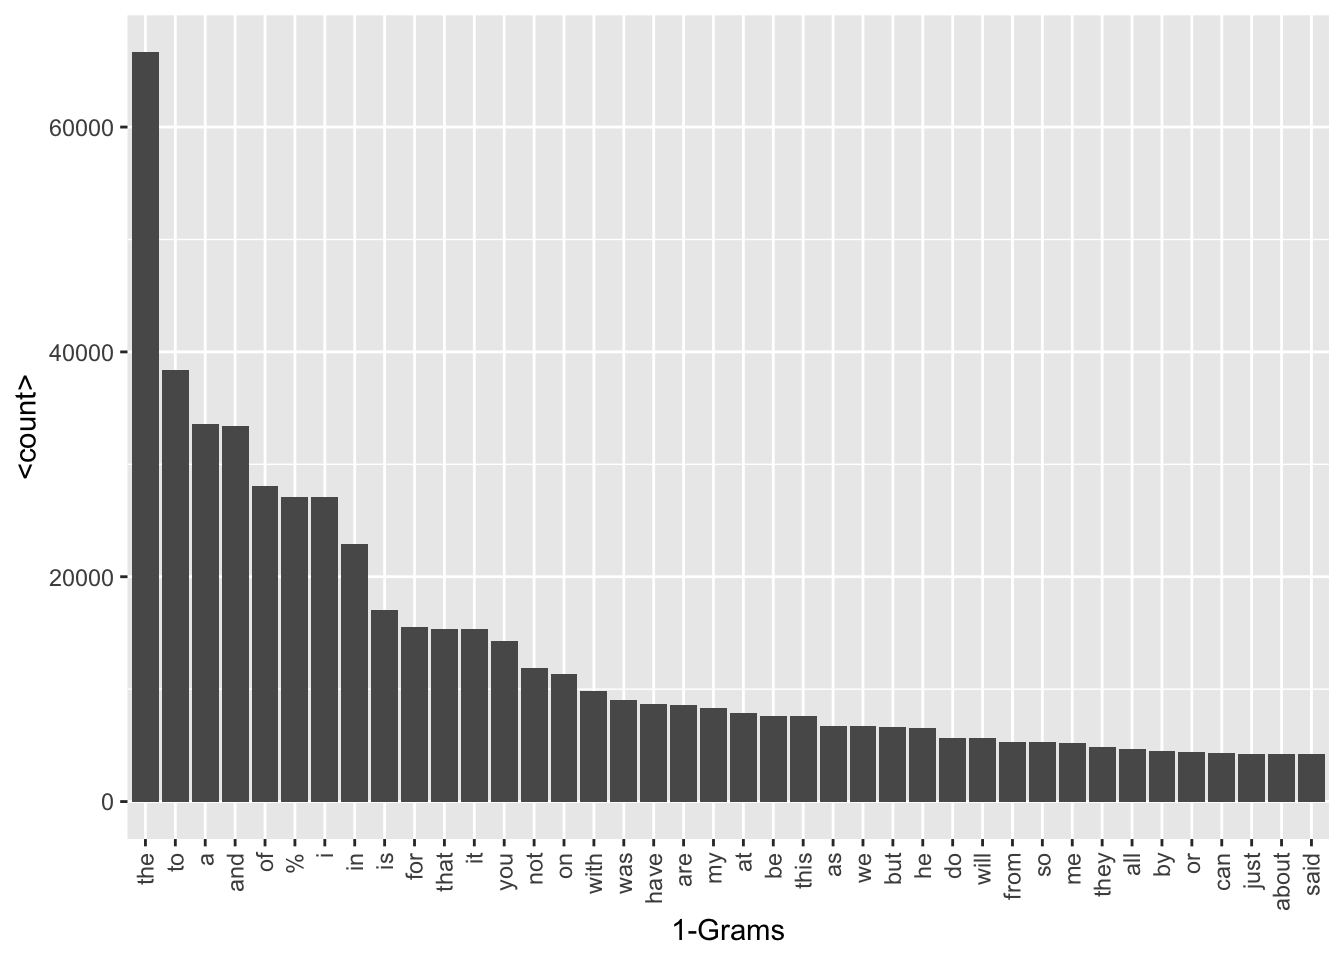 60000
40000
20000
0
<count>
the to a and of % i in is for that it you not on with was have are my at be this as we but he do will from so me they all by or can just about said
1-Grams